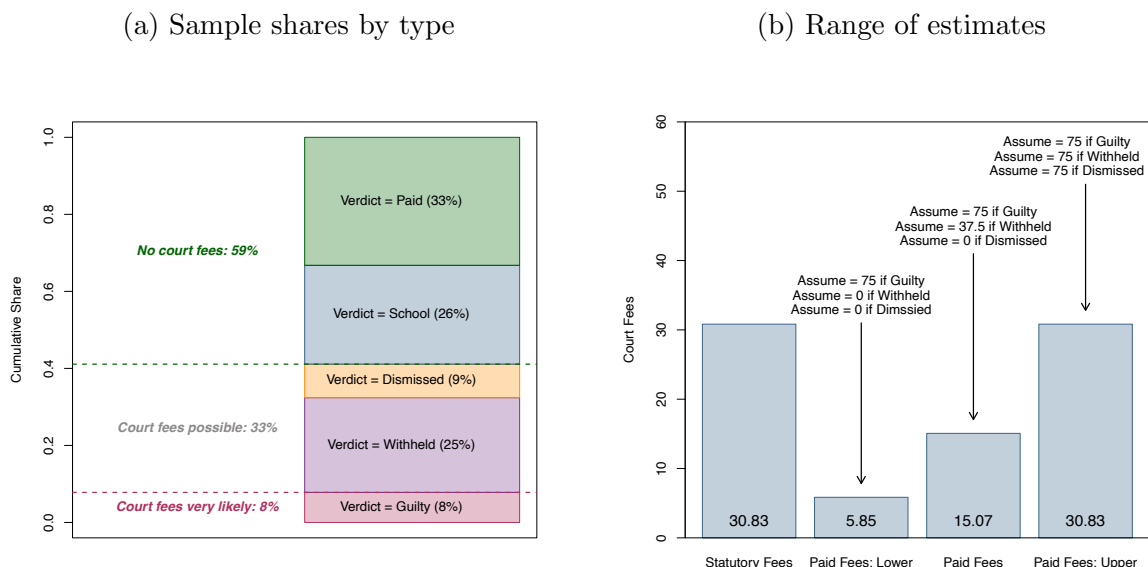 (a) Sample shares by type
(b) Range of estimates
Cumulative Share
1.0
0.8
0.6
0.4
0.2
0.0
No court fees: 59%
Court fees possible: 33%
Court fees very likely: 8%
Verdict = Paid (33%)
Verdict = School (26%)
Verdict = Dismissed (9%)
Verdict = Withheld (25%)
Verdict = Guilty (8%)
Court Fees
60
50
40
30
20
10
0
Assume = 75 if Guilty
Assume = 0 if Withheld
Assume = 0 if Dimssied
Assume = 75 if Guilty
Assume = 37.5 if Withheld
Assume = 0 if Dismissed
Assume = 75 if Guilty
Assume = 75 if Withheld
Assume = 75 if Dismissed
30.83
5.85
15.07
30.83
Statutory Fees
Paid Fees: Lower
Paid Fees
Paid Fees: Upper